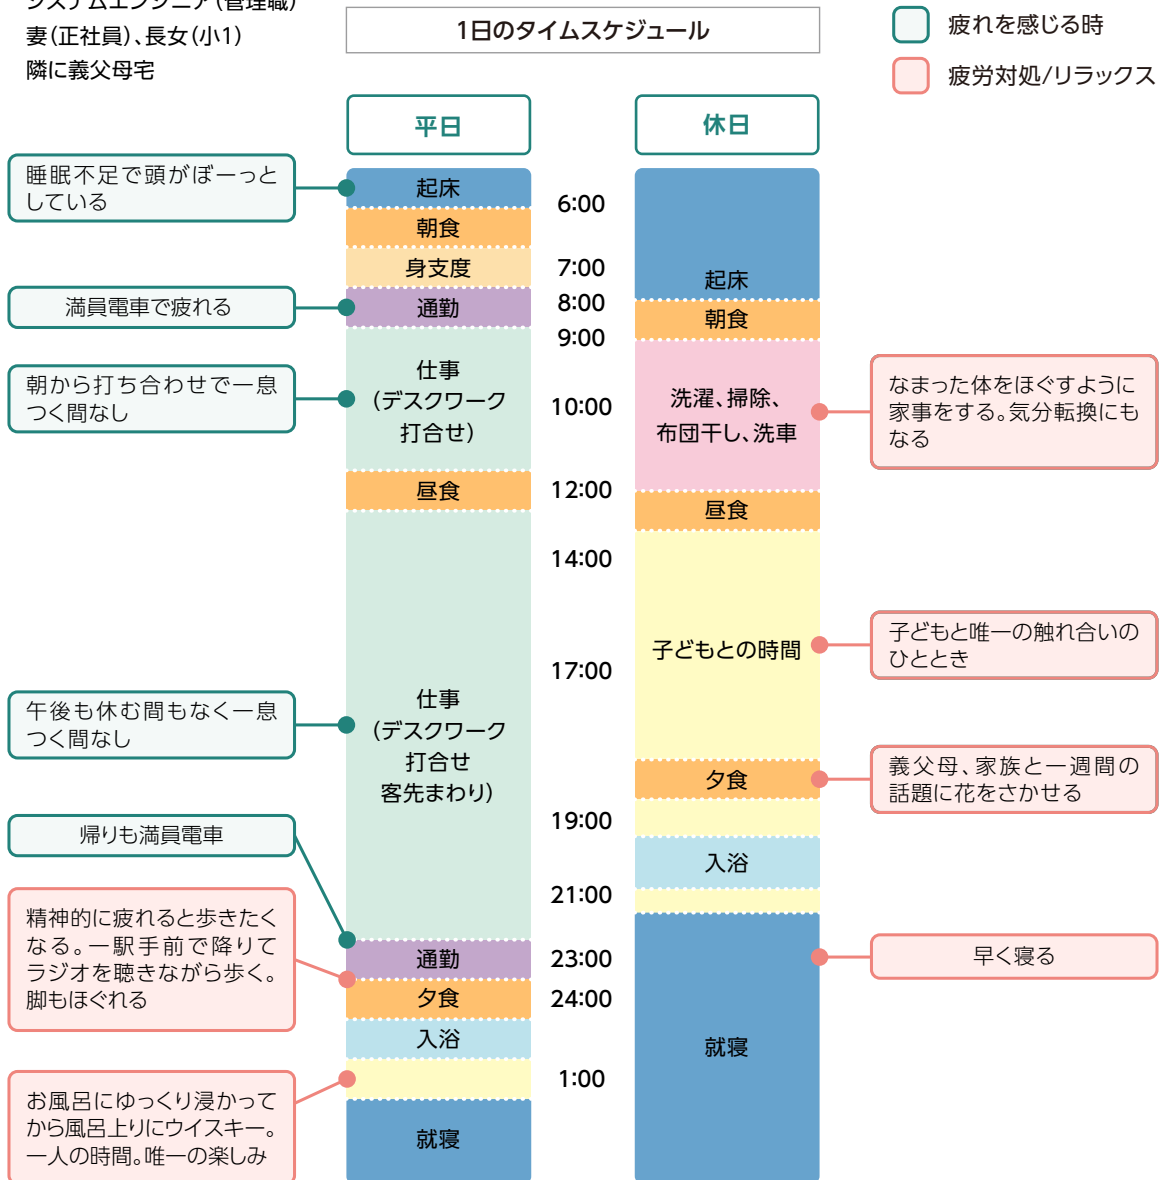 システムエンジニア（管理職）
妻（正社員）、長女（小1）
隣に義父母宅
1日のタイムスケジュール
疲れを感じる時
疲労対処/リラックス
平日
休日
睡眠不足で頭がぼーっと
している
満員電車で疲れる
朝から打ち合わせで一息
つく間なし
午後も休む間もなく一息
つく間なし
帰りも満員電車
精神的に疲れると歩きたく
なる。一駅手前で降りて
ラジオを聴きながら歩く。
脚もほぐれる
お風呂にゆっくり浸かって
から風呂上りにウイスキー。
一人の時間。唯一の楽しみ
起床
朝食
身支度
通勤
仕事
（デスクワーク
打合せ）
昼食
仕事
（デスクワーク
打合せ
客先まわり）
通勤
夕食
入浴
就寝
6:00
7:00
8:00
9:00
10:00
12:00
14:00
17:00
19:00
21:00
23:00
24:00
1:00
起床
朝食
洗濯、掃除、
布団干し、洗車
昼食
子どもとの時間
夕食
入浴
就寝
なまった体をほぐすように
家事をする。気分転換にも
なる
子どもと唯一の触れ合いの
ひととき
義父母、家族と一週間の
話題に花をさかせる
早く寝る